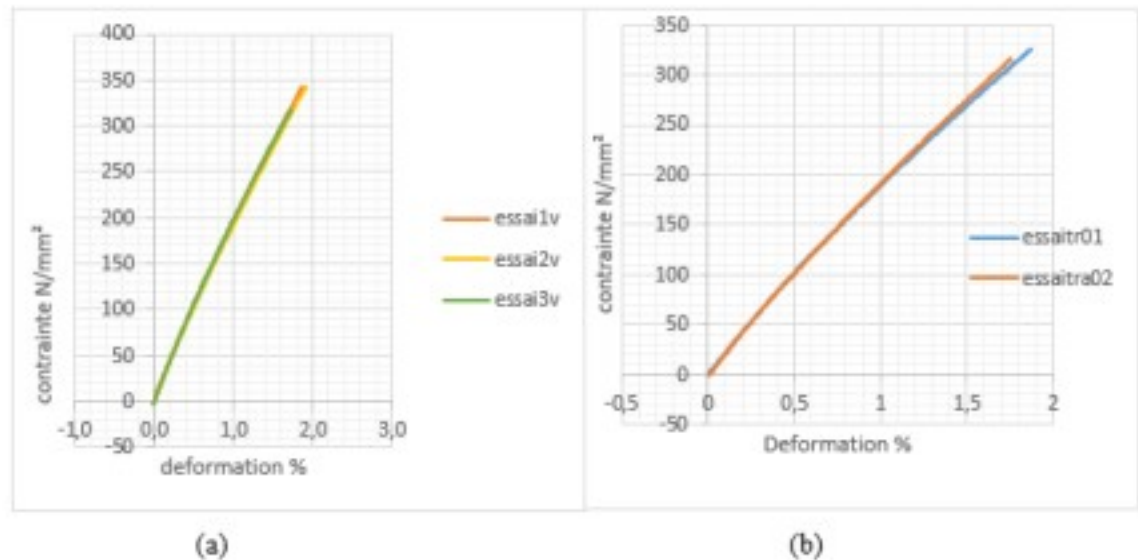 400
350
300
250
200
150
100
50
0
-50
-1,0 0,0 1,0 2,0 3,0
contrainte N/mm²
deformation %
essai1v
essai2v
essai3v
(a)
350
300
250
200
150
100
50
0
-50
-0,5 0 0,5 1 1,5 2
contrainte N/mm²
Deformation %
essaitr01
essaitra02
(b)